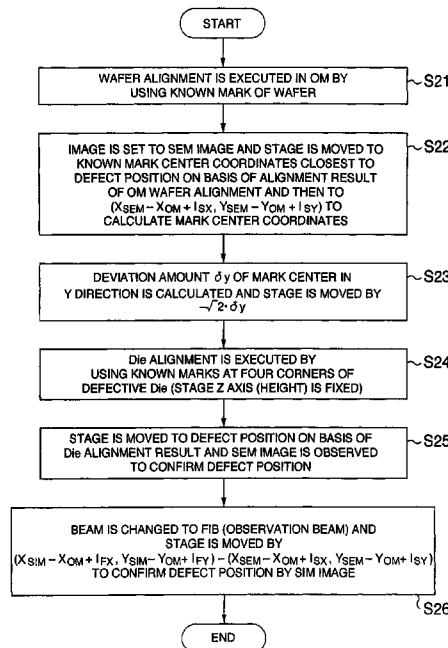 START
WAFER ALIGNMENT IS EXECUTED IN OM BY
USING KNOWN MARK OF WAFER
S21
IMAGE IS SET TO SEM IMAGE AND STAGE IS MOVED TO
KNOWN MARK CENTER COORDINATES CLOSEST TO
DEFECT POSITION ON BASIS OF ALIGNMENT RESULT
OF OM WAFER ALIGNMENT AND THEN TO
(XSEM−XOM+ISX, YSEM−YOM+ISY) TO
CALCULATE MARK CENTER COORDINATES
S22
DEVIATION AMOUNT δy OF MARK CENTER IN
Y DIRECTION IS CALCULATED AND STAGE IS MOVED BY
√2·δy
S23
Die ALIGNMENT IS EXECUTED BY
USING KNOWN MARKS AT FOUR CORNERS OF
DEFECTIVE Die (STAGE Z AXIS (HEIGHT) IS FIXED)
S24
STAGE IS MOVED TO DEFECT POSITION ON BASIS OF
Die ALIGNMENT RESULT AND SEM IMAGE IS OBSERVED
TO CONFIRM DEFECT POSITION
S25
BEAM IS CHANGED TO FIB (OBSERVATION BEAM) AND
STAGE IS MOVED BY
(XSIM−XOM+IFX, YSIM−YOM+IFY)−(XSEM−XOM+ISX, YSEM−YOM+ISY)
TO CONFIRM DEFECT POSITION BY SIM IMAGE
S26
END